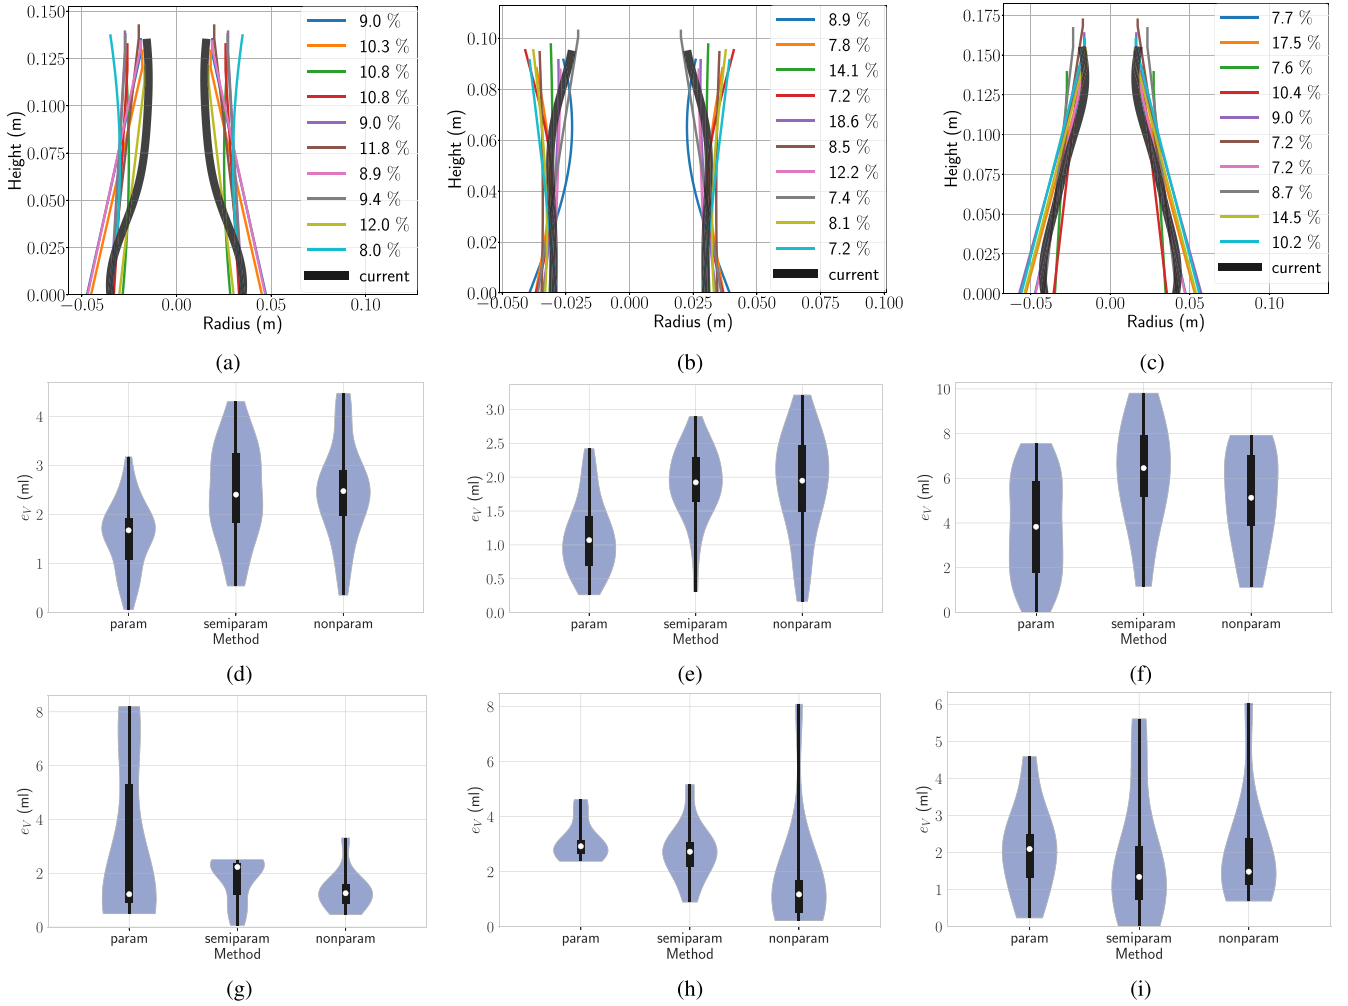 0.150
0.125
0.100
0.075
0.050
0.025
0.000
Height (m)
−0.05 0.00 0.05 0.10
Radius (m)
9.0 %
10.3 %
10.8 %
10.8 %
9.0 %
11.8 %
8.9 %
9.4 %
12.0 %
8.0 %
current
(a)
0.10
0.08
0.06
0.04
0.02
0.00
Height (m)
−0.050 −0.025 0.000 0.025 0.050 0.075 0.100
Radius (m)
8.9 %
7.8 %
14.1 %
7.2 %
18.6 %
8.5 %
12.2 %
7.4 %
8.1 %
7.2 %
current
(b)
0.175
0.150
0.125
0.100
0.075
0.050
0.025
0.000
Height (m)
−0.05 0.00 0.05 0.10
Radius (m)
7.7 %
17.5 %
7.6 %
10.4 %
9.0 %
7.2 %
7.2 %
8.7 %
14.5 %
10.2 %
current
(c)
4
3
2
1
0
e_V (ml)
param semiparam nonparam
Method
(d)
3.0
2.5
2.0
1.5
1.0
0.5
0.0
e_V (ml)
param semiparam nonparam
Method
(e)
10
8
6
4
2
0
e_V (ml)
param semiparam nonparam
Method
(f)
8
6
4
2
0
e_V (ml)
param semiparam nonparam
Method
(g)
8
6
4
2
0
e_V (ml)
param semiparam nonparam
Method
(h)
6
5
4
3
2
1
0
e_V (ml)
param semiparam nonparam
Method
(i)